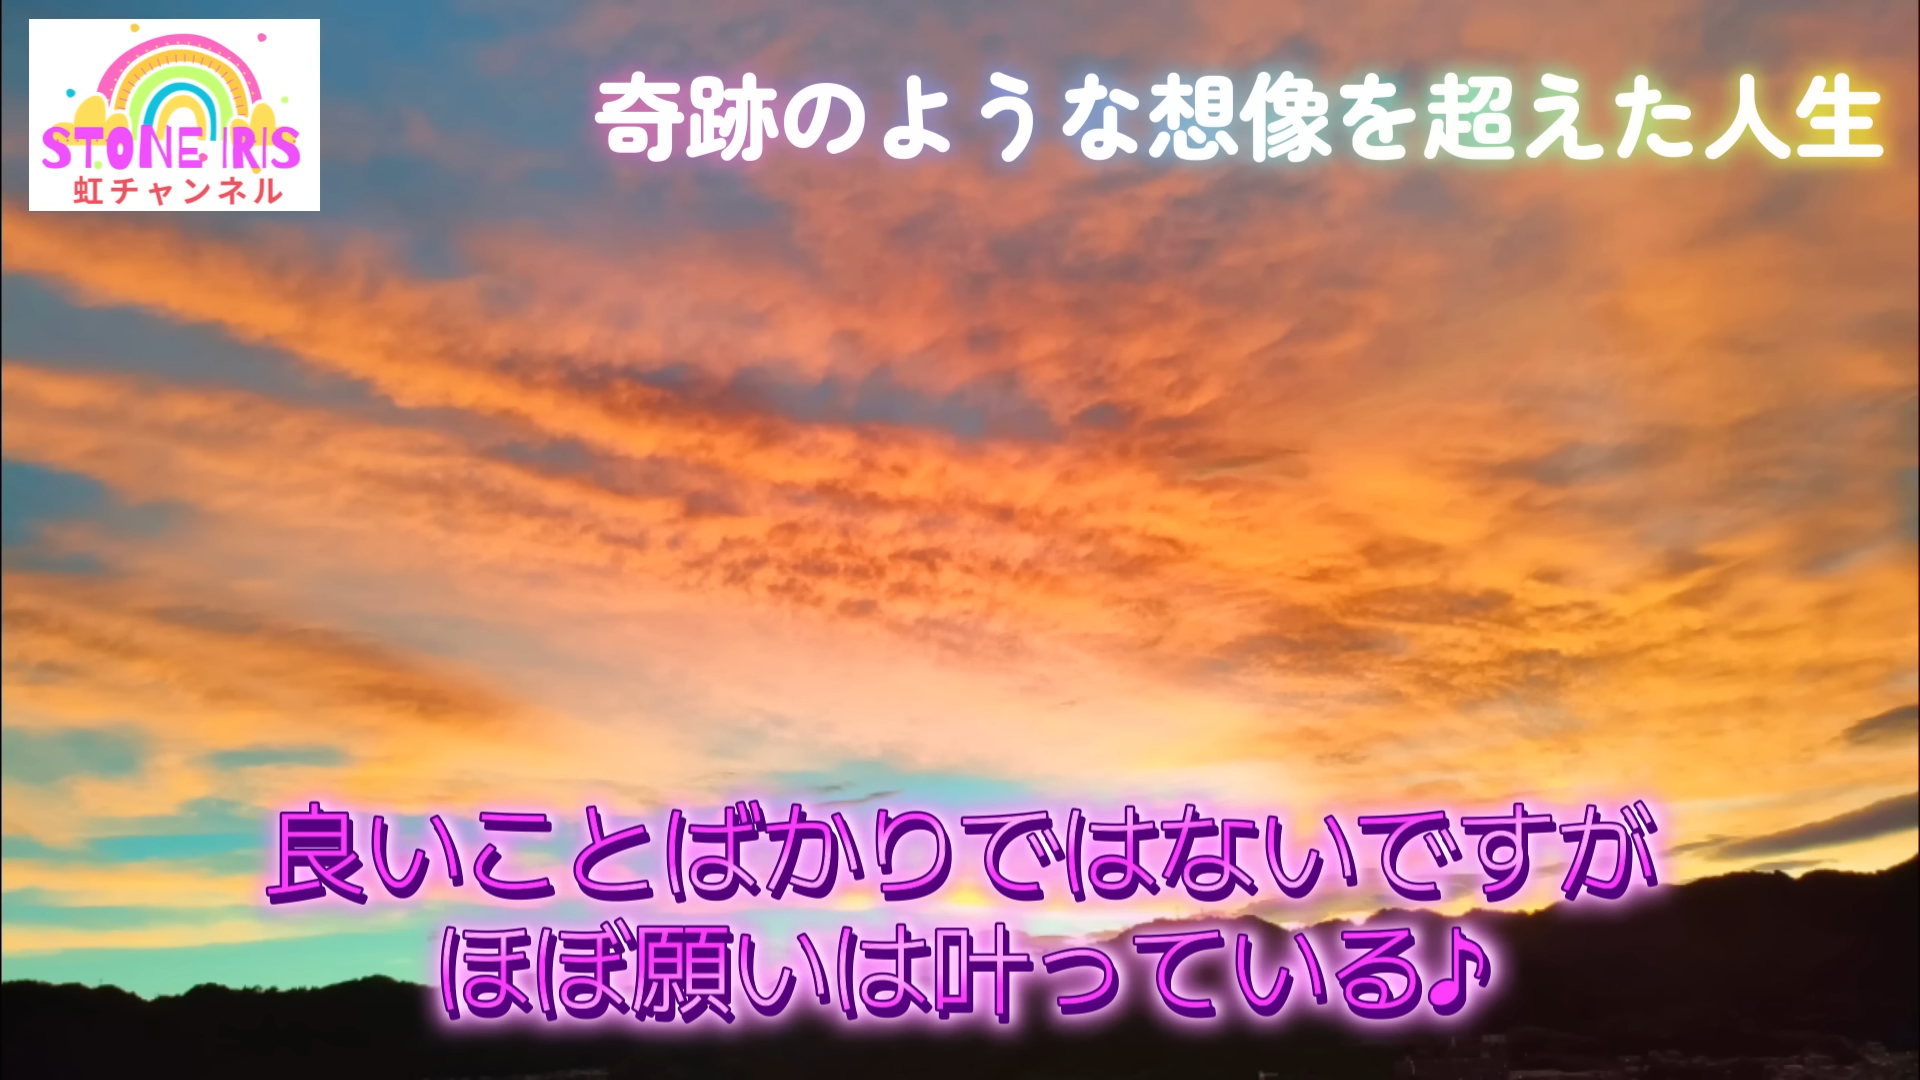 STONE IRIS
虹チャンネル
奇跡のような想像を超えた人生
良いことばかりではないですが
ほぼ願いは叶っている♪